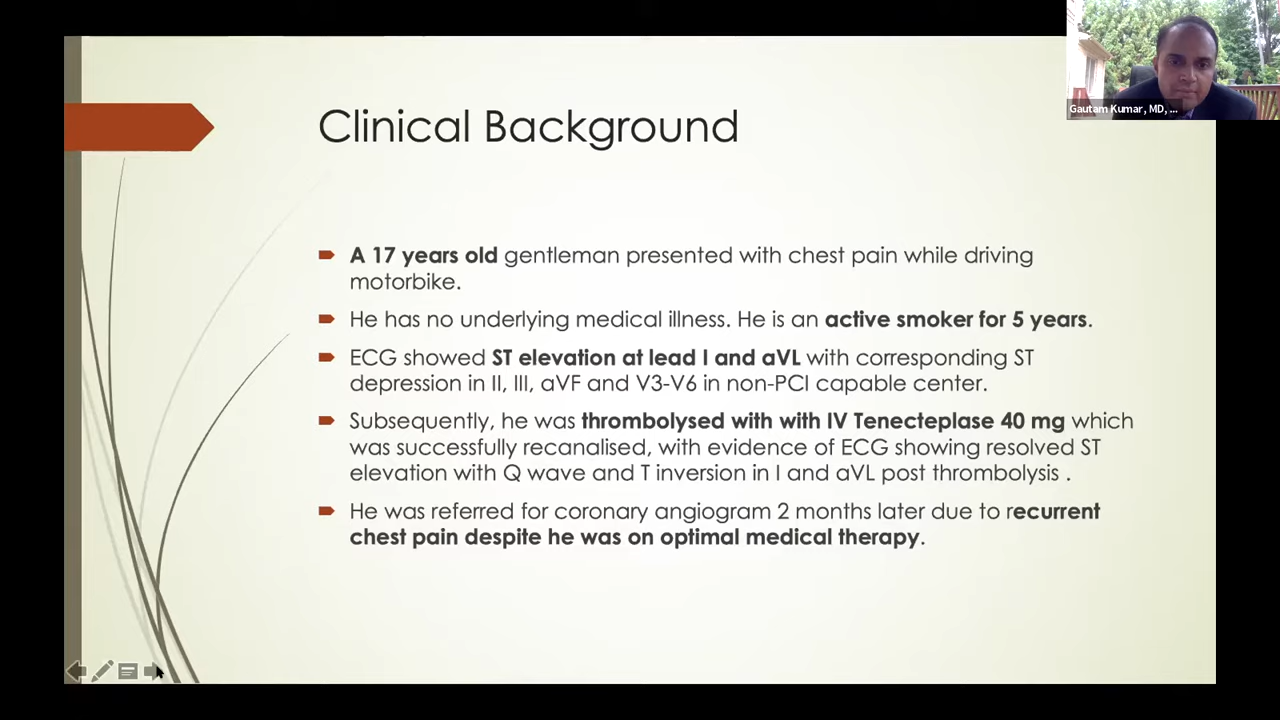 Gautam Kumar, MD, ...
Clinical Background
A 17 years old gentleman presented with chest pain while driving
motorbike.
He has no underlying medical illness. He is an active smoker for 5 years.
ECG showed ST elevation at lead I and aVL with corresponding ST
depression in II, III, aVF and V3-V6 in non-PCI capable center.
Subsequently, he was thrombolysed with with IV Tenecteplase 40 mg which
was successfully recanalised, with evidence of ECG showing resolved ST
elevation with Q wave and T inversion in I and aVL post thrombolysis .
He was referred for coronary angiogram 2 months later due to recurrent
chest pain despite he was on optimal medical therapy.